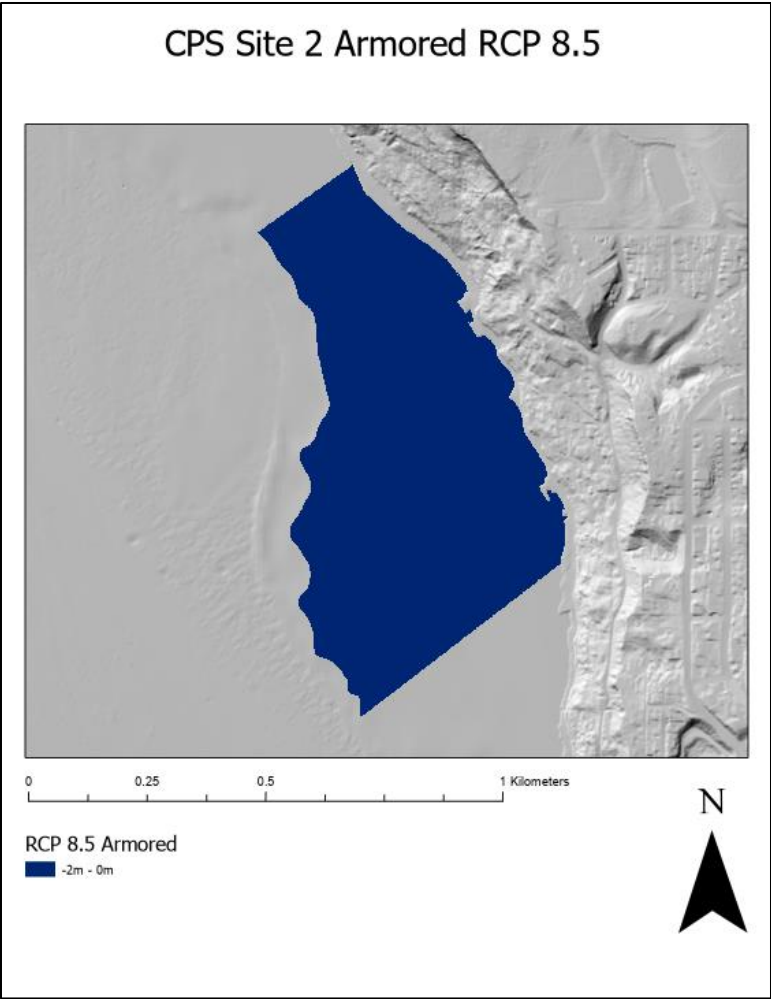 CPS Site 2 Armored RCP 8.5
0 0.25 0.5 1 Kilometers
N
RCP 8.5 Armored
-2m - 0m